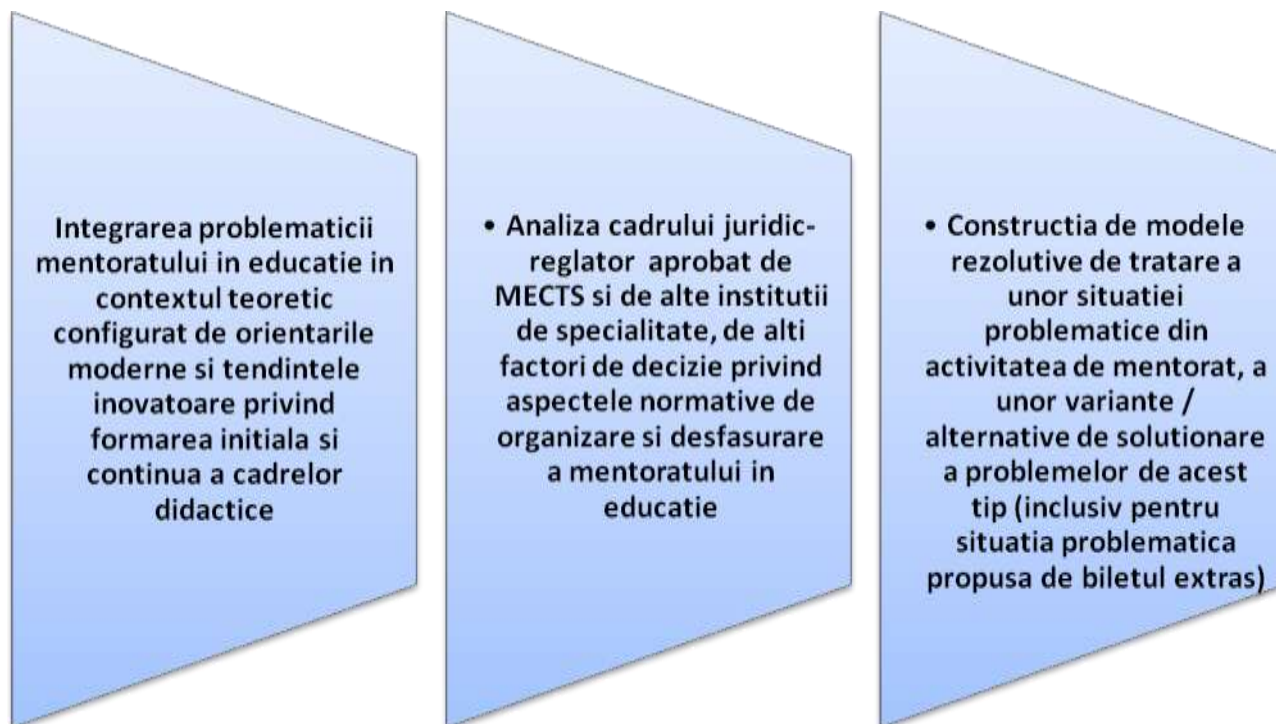 Integrarea problematicii
mentoratului in educatie in
contextul teoretic
configurat de orientarile
moderne si tendintele
inovatoare privind
formarea initiala si
continua a cadrelor
didactice
• Analiza cadrului juridic-
reglator aprobat de
MECTS si de alte institutii
de specialitate, de alti
factori de decizie privind
aspectele normative de
organizare si desfasurare
a mentoratului in
educatie
• Constructia de modele
rezolutive de tratare a
unor situatiei
problematice din
activitatea de mentorat, a
unor variante /
alternative de solutionare
a problemelor de acest
tip (inclusiv pentru
situatia problematica
propusa de biletul extras)